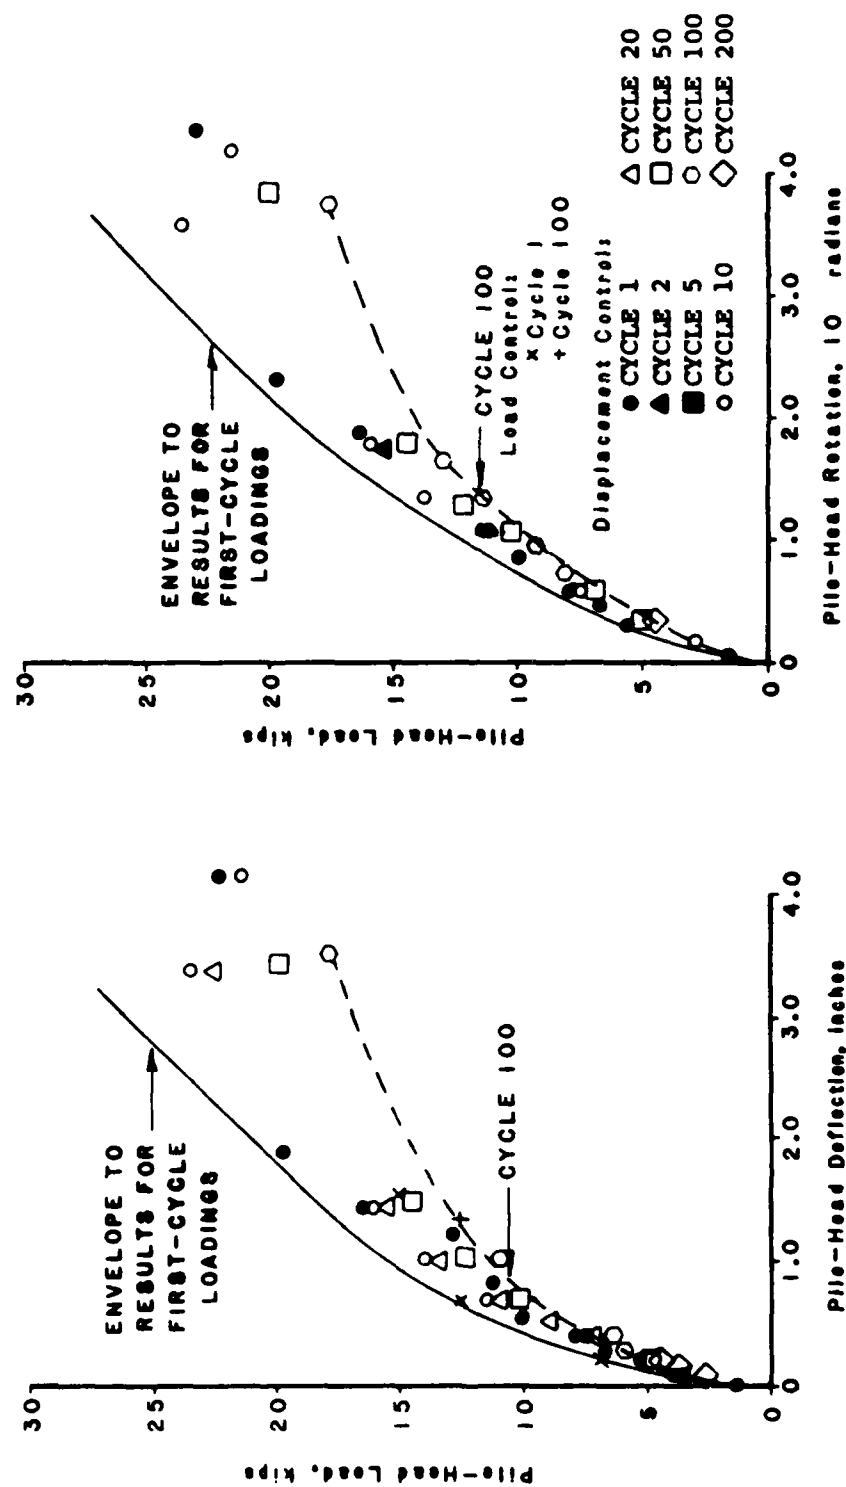 30
25
20
15
10
5
0
Pile-Head Load, kips
ENVELOPE TO
RESULTS FOR
FIRST-CYCLE
LOADINGS
CYCLE 100
0
1.0
2.0
3.0
4.0
Pile-Head Deflection, inches
30
25
20
15
10
5
0
Pile-Head Load, kips
ENVELOPE TO
RESULTS FOR
FIRST-CYCLE
LOADINGS
CYCLE 100
Load Controls
x Cycle 1
+ Cycle 100
Displacement Controls
CYCLE 1
CYCLE 2
CYCLE 5
CYCLE 10
CYCLE 20
CYCLE 50
CYCLE 100
CYCLE 200
0
1.0
2.0
3.0
4.0
Pile-Head Rotation, 10 radians